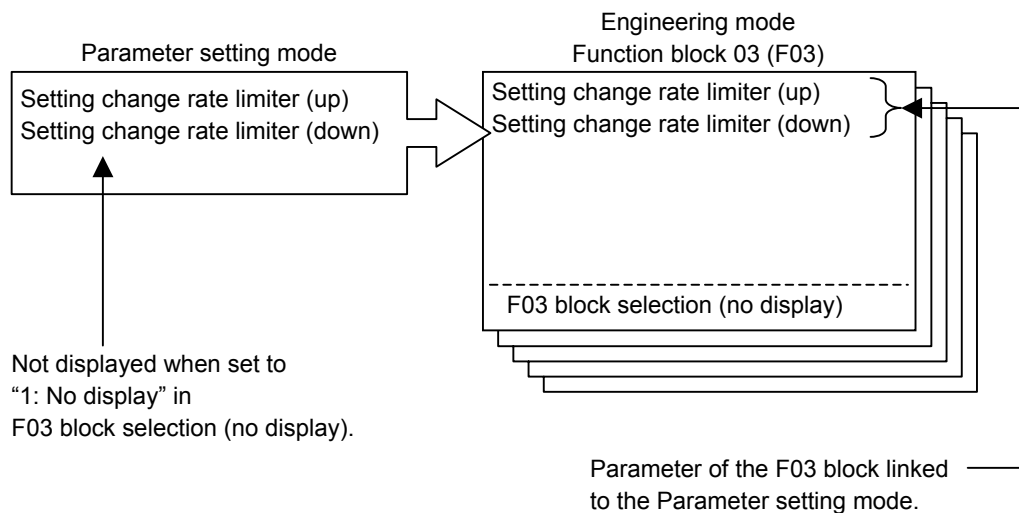 Parameter setting mode
Setting change rate limiter (up)
Setting change rate limiter (down)
Engineering mode
Function block 03 (F03)
Setting change rate limiter (up)
Setting change rate limiter (down)
F03 block selection (no display)
Not displayed when set to
“1: No display” in
F03 block selection (no display).
Parameter of the F03 block linked
to the Parameter setting mode.